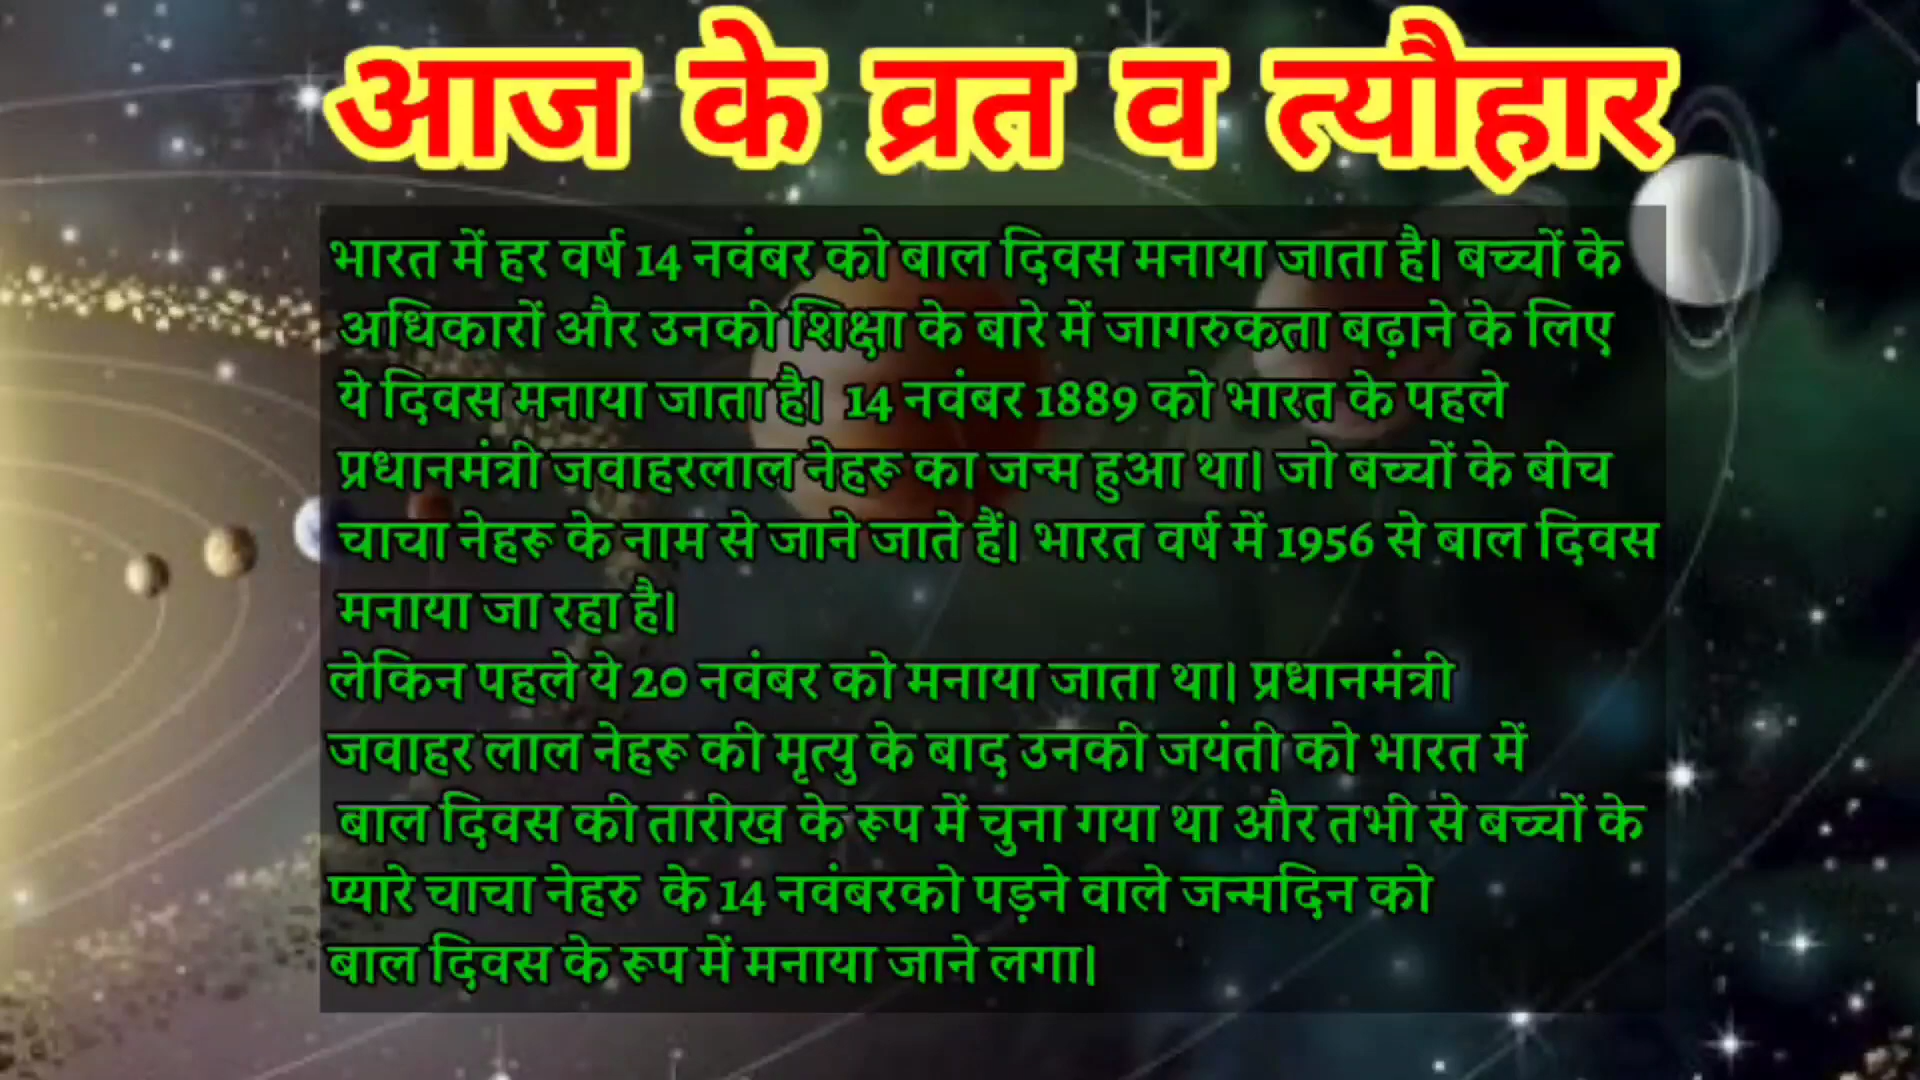 आज के व्रत व त्यौहार
भारत में हर वर्ष 14 नवंबर को बाल दिवस मनाया जाता है। बच्चों के
अधिकारों और उनकी शिक्षा के बारे में जागरुकता बढ़ाने के लिए
ये दिवस मनाया जाता है। 14 नवंबर 1889 को भारत के पहले
प्रधानमंत्री जवाहरलाल नेहरू का जन्म हुआ था। जो बच्चों के बीच
चाचा नेहरू के नाम से जाने जाते हैं। भारत वर्ष में 1956 से बाल दिवस
मनाया जा रहा है।
लेकिन पहले ये 20 नवंबर को मनाया जाता था। प्रधानमंत्री
जवाहर लाल नेहरू की मृत्यु के बाद उनकी जयंती को भारत में
बाल दिवस की तारीख के रूप में चुना गया था और तभी से बच्चों के
प्यारे चाचा नेहरु के 14 नवंबरको पड़ने वाले जन्मदिन को
बाल दिवस के रूप में मनाया जाने लगा।